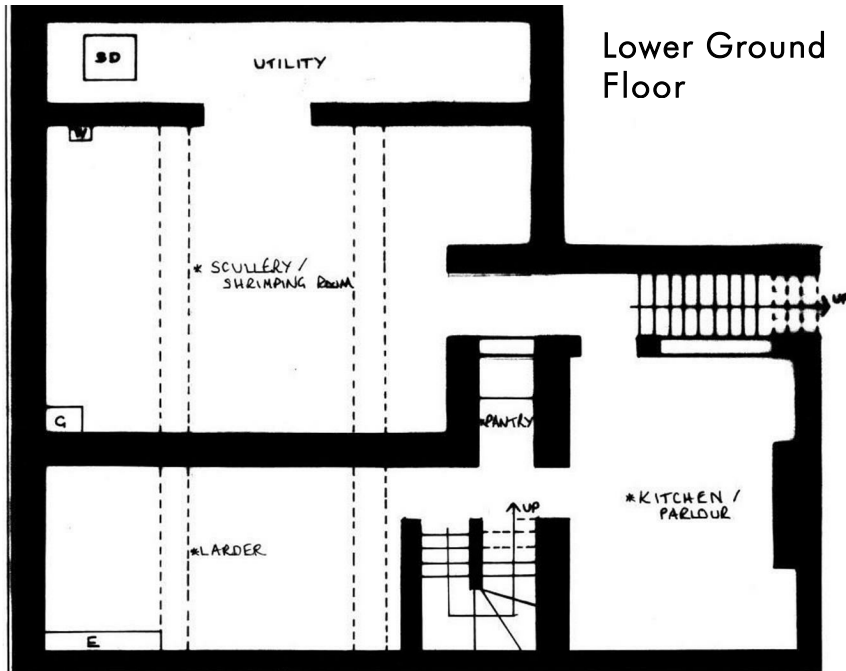 Lower Ground
Floor
SD
UTILITY
W
* SCULLERY /
SHRIMPING ROOM
UP
G
*PANTRY
UP
*KITCHEN /
PARLOUR
*LARDER
E